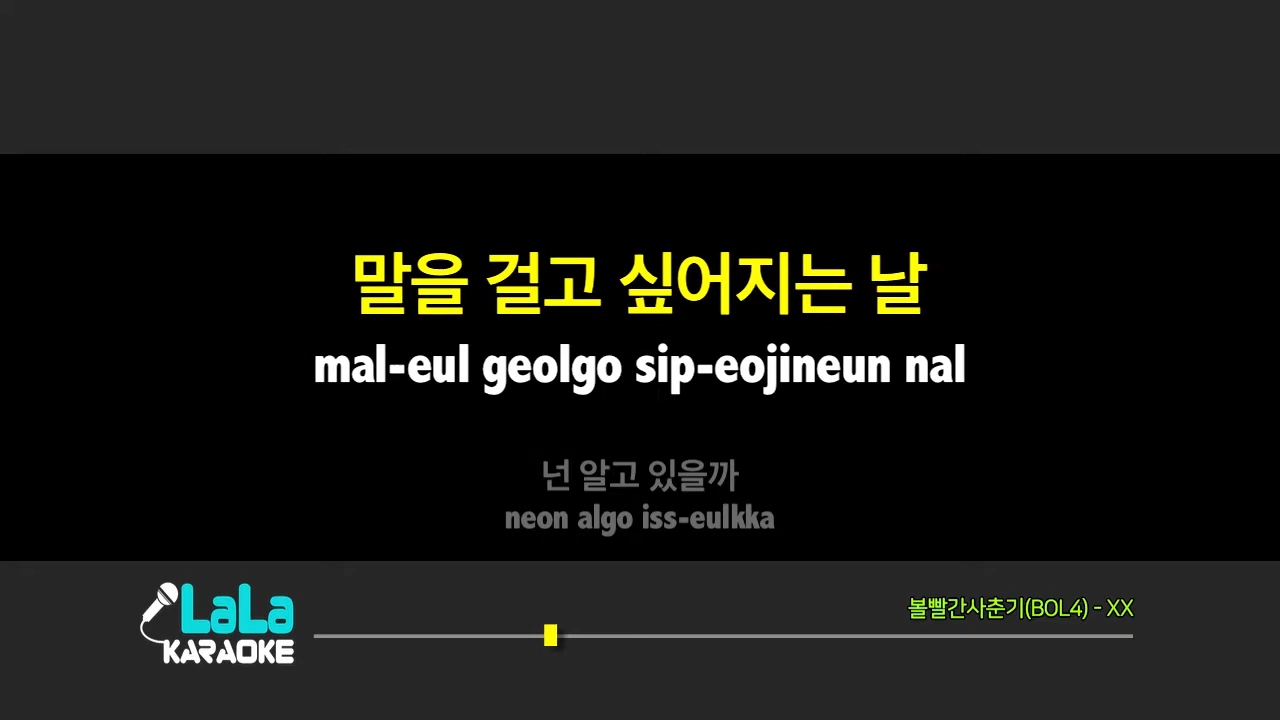 말을 걸고 싶어지는 날
mal-eul geolgo sip-eojineun nal
넌 알고 있을까
neon algo iss-eulkka
LaLa
KARAOKE
볼빨간사춘기(BOL4) - XX